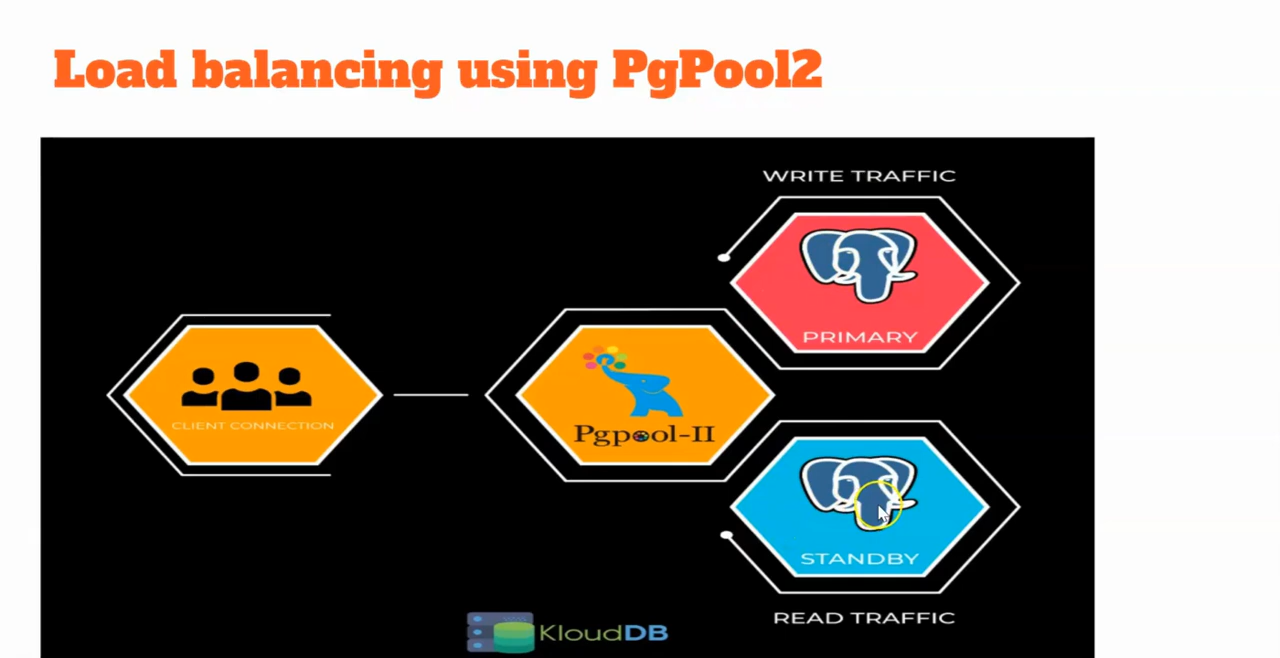 Load balancing using PgPool2
WRITE TRAFFIC
PRIMARY
CLIENT CONNECTION
Pgpool-II
STANDBY
READ TRAFFIC
KloudDB